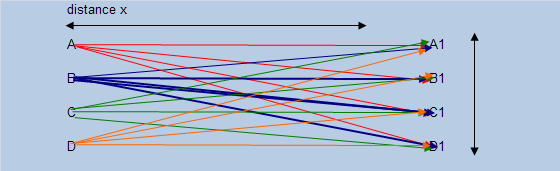 distance x
A A1
B B1
C C1
D D1